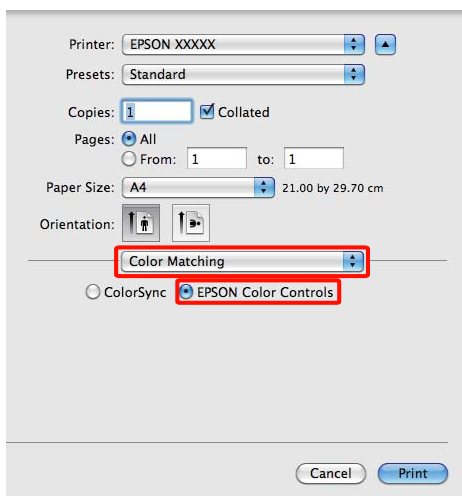 Printer: EPSON XXXXX
Presets: Standard
Copies: 1 Collated
Pages: All
From: 1 to: 1
Paper Size: A4 21.00 by 29.70 cm
Orientation:
Color Matching
ColorSync EPSON Color Controls
Cancel Print